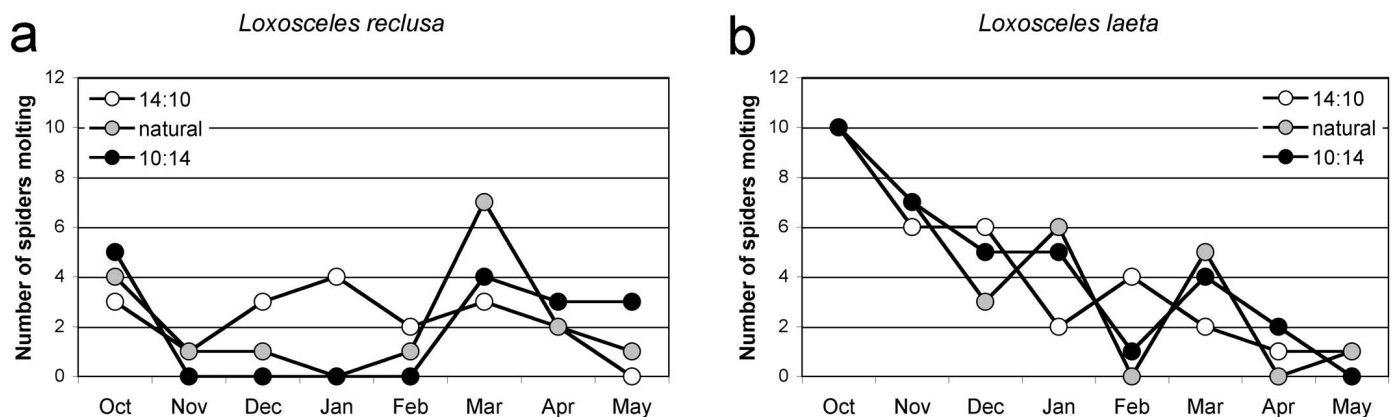 a
Loxosceles reclusa
Number of spiders molting
12
10
8
6
4
2
0
14:10
natural
10:14
Oct Nov Dec Jan Feb Mar Apr May
b
Loxosceles laeta
Number of spiders molting
12
10
8
6
4
2
0
14:10
natural
10:14
Oct Nov Dec Jan Feb Mar Apr May